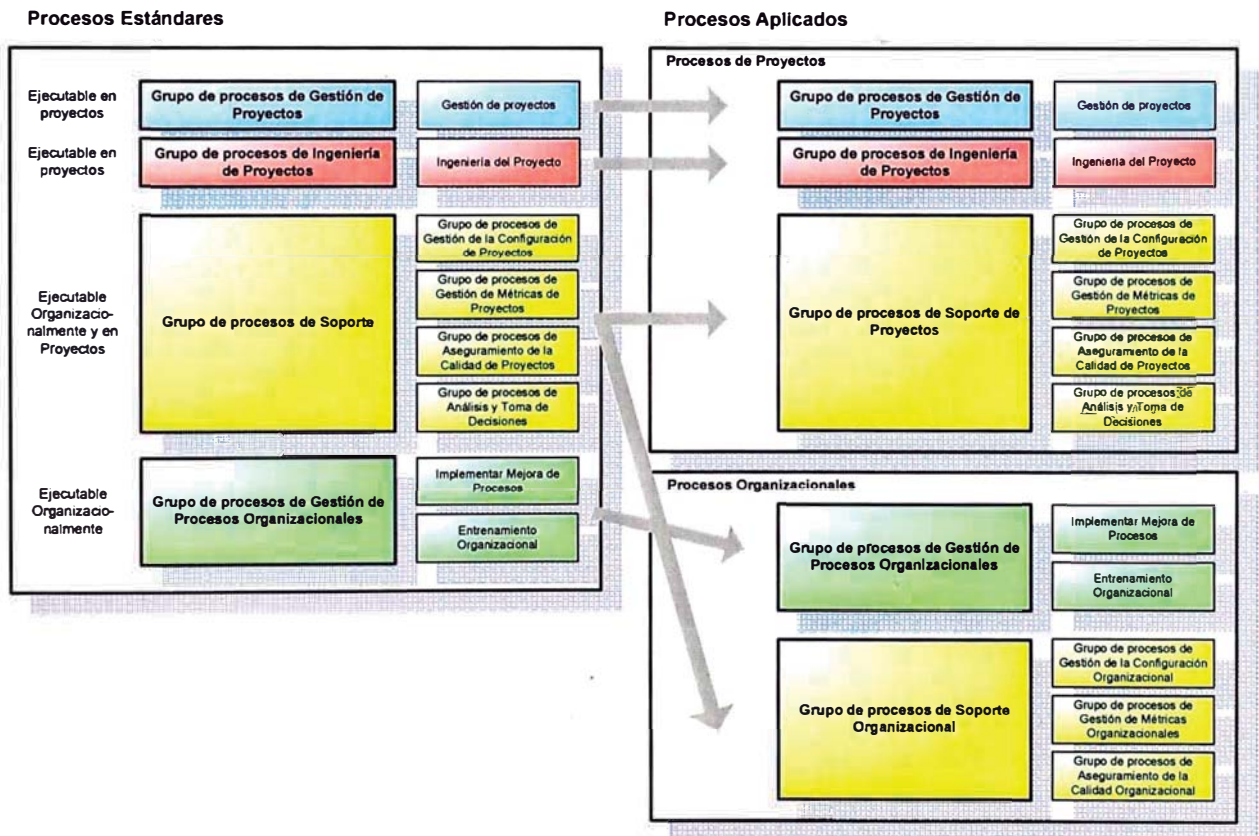 Procesos Estándares
Ejecutable en
proyectos
Grupo de procesos de Gestión de
Proyectos
Gestión de proyectos
Ejecutable en
proyectos
Grupo de procesos de Ingeniería
de Proyectos
Ingeniería del Proyecto
Ejecutable
Organizacio-
nalmente y en
Proyectos
Grupo de procesos de Soporte
Grupo de procesos de
Gestión de la Configuración
de Proyectos
Grupo de procesos de
Gestión de Métricas de
Proyectos
Grupo de procesos de
Aseguramiento de la
Calidad de Proyectos
Grupo de procesos de
Análisis y Toma de
Decisiones
Ejecutable
Organizacio-
nalmente
Grupo de procesos de Gestión de
Procesos Organizacionales
Implementar Mejora de
Procesos
Entrenamiento
Organizacional
Procesos Aplicados
Procesos de Proyectos
Grupo de procesos de Gestión de
Proyectos
Gestión de proyectos
Grupo de procesos de Ingeniería
de Proyectos
Ingeniería del Proyecto
Grupo de procesos de Soporte de
Proyectos
Grupo de procesos de
Gestión de la Configuración
de Proyectos
Grupo de procesos de
Gestión de Métricas de
Proyectos
Grupo de procesos de
Aseguramiento de la
Calidad de Proyectos
Grupo de procesos de
Análisis y Toma de
Decisiones
Procesos Organizacionales
Grupo de procesos de Gestión de
Procesos Organizacionales
Implementar Mejora de
Procesos
Entrenamiento
Organizacional
Grupo de procesos de Soporte
Organizacional
Grupo de procesos de
Gestión de la Configuración
Organizacional
Grupo de procesos de
Gestión de Métricas
Organizacionales
Grupo de procesos de
Aseguramiento de la
Calidad Organizacional